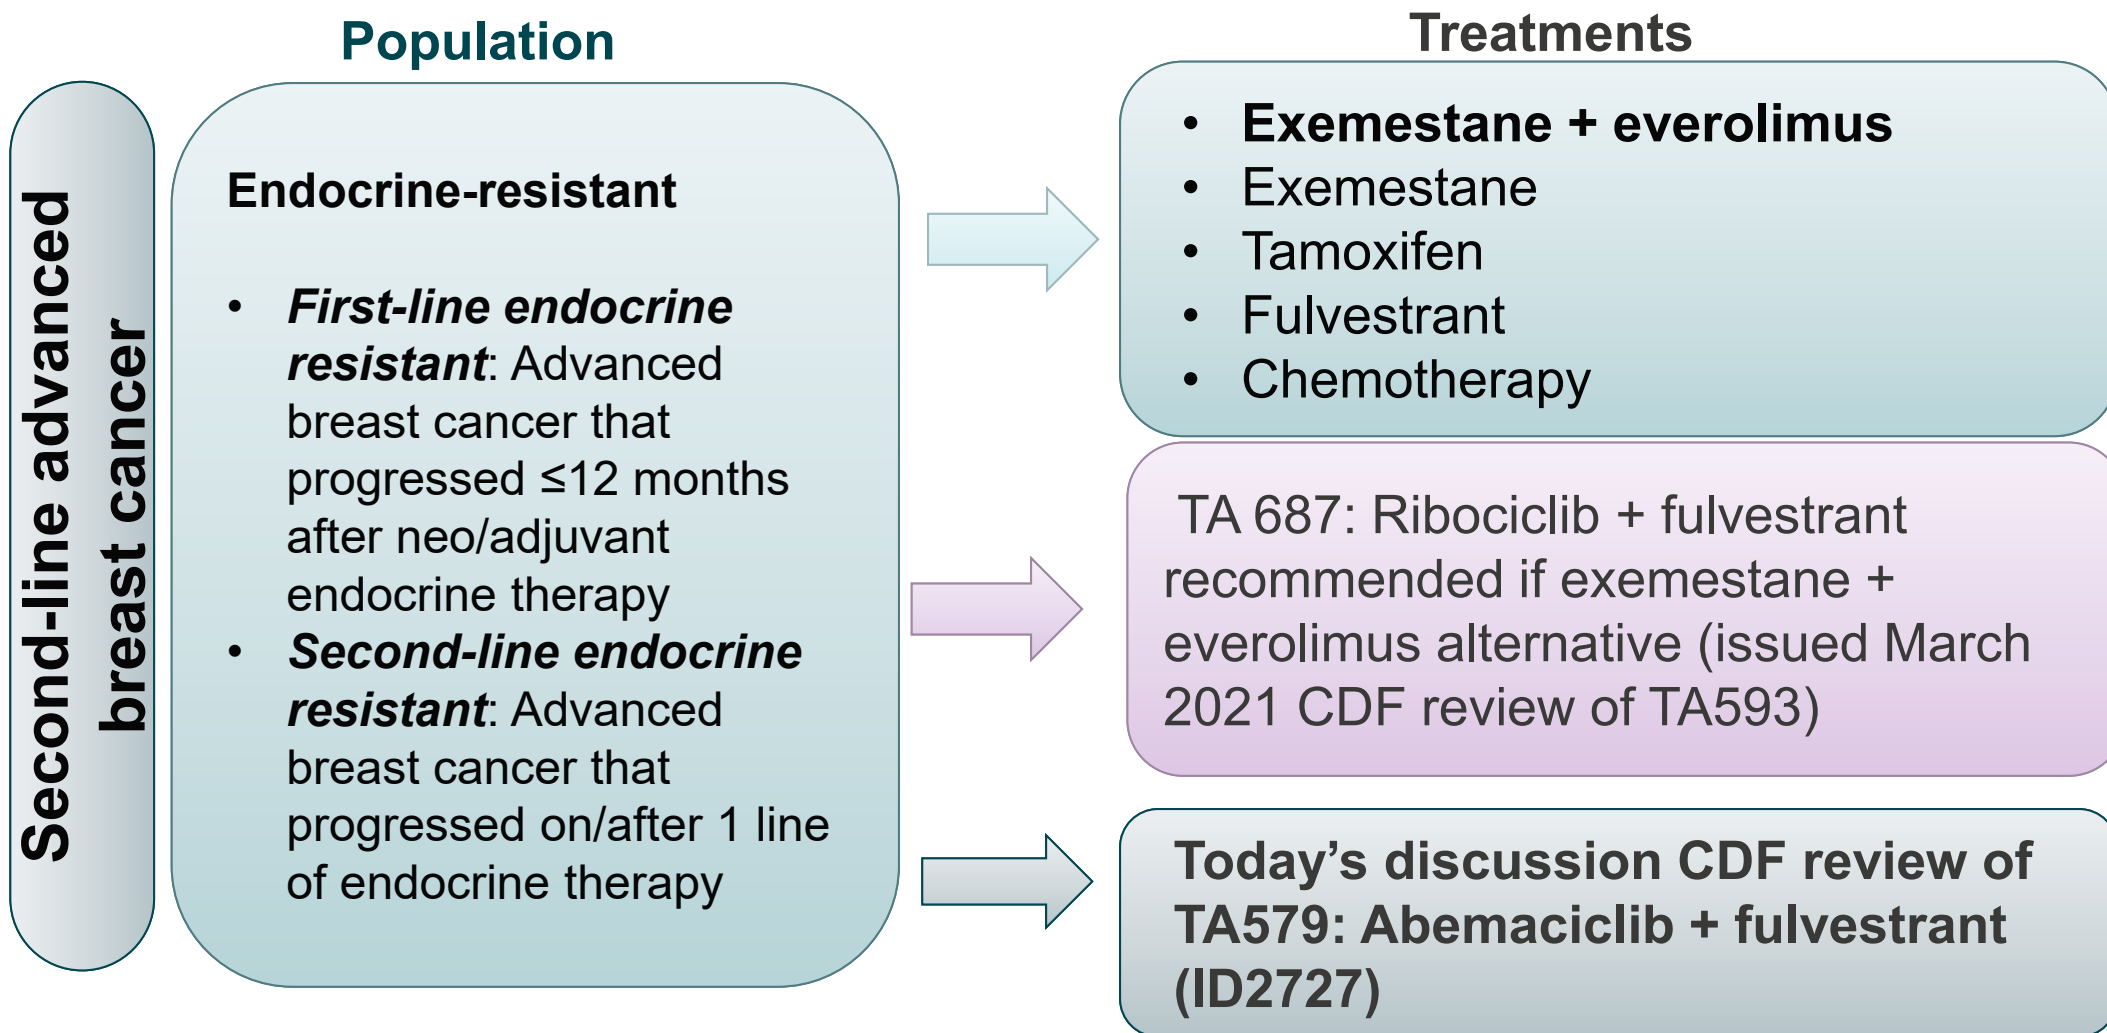 Population
Treatments
Second-line advanced
breast cancer
Endocrine-resistant
• First-line endocrine
resistant: Advanced
breast cancer that
progressed ≤12 months
after neo/adjuvant
endocrine therapy
• Second-line endocrine
resistant: Advanced
breast cancer that
progressed on/after 1 line
of endocrine therapy
• Exemestane + everolimus
• Exemestane
• Tamoxifen
• Fulvestrant
• Chemotherapy
TA 687: Ribociclib + fulvestrant
recommended if exemestane +
everolimus alternative (issued March
2021 CDF review of TA593)
Today’s discussion CDF review of
TA579: Abemaciclib + fulvestrant
(ID2727)